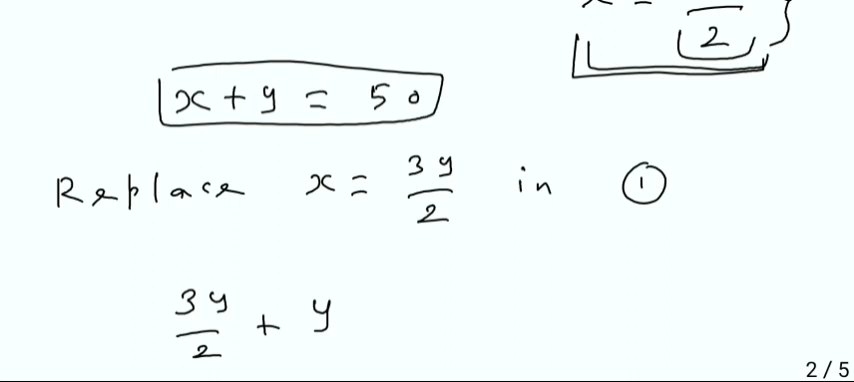 x = 
2
x + y = 50
Replace x = 3y/2 in ①
3y/2 + y
2/5